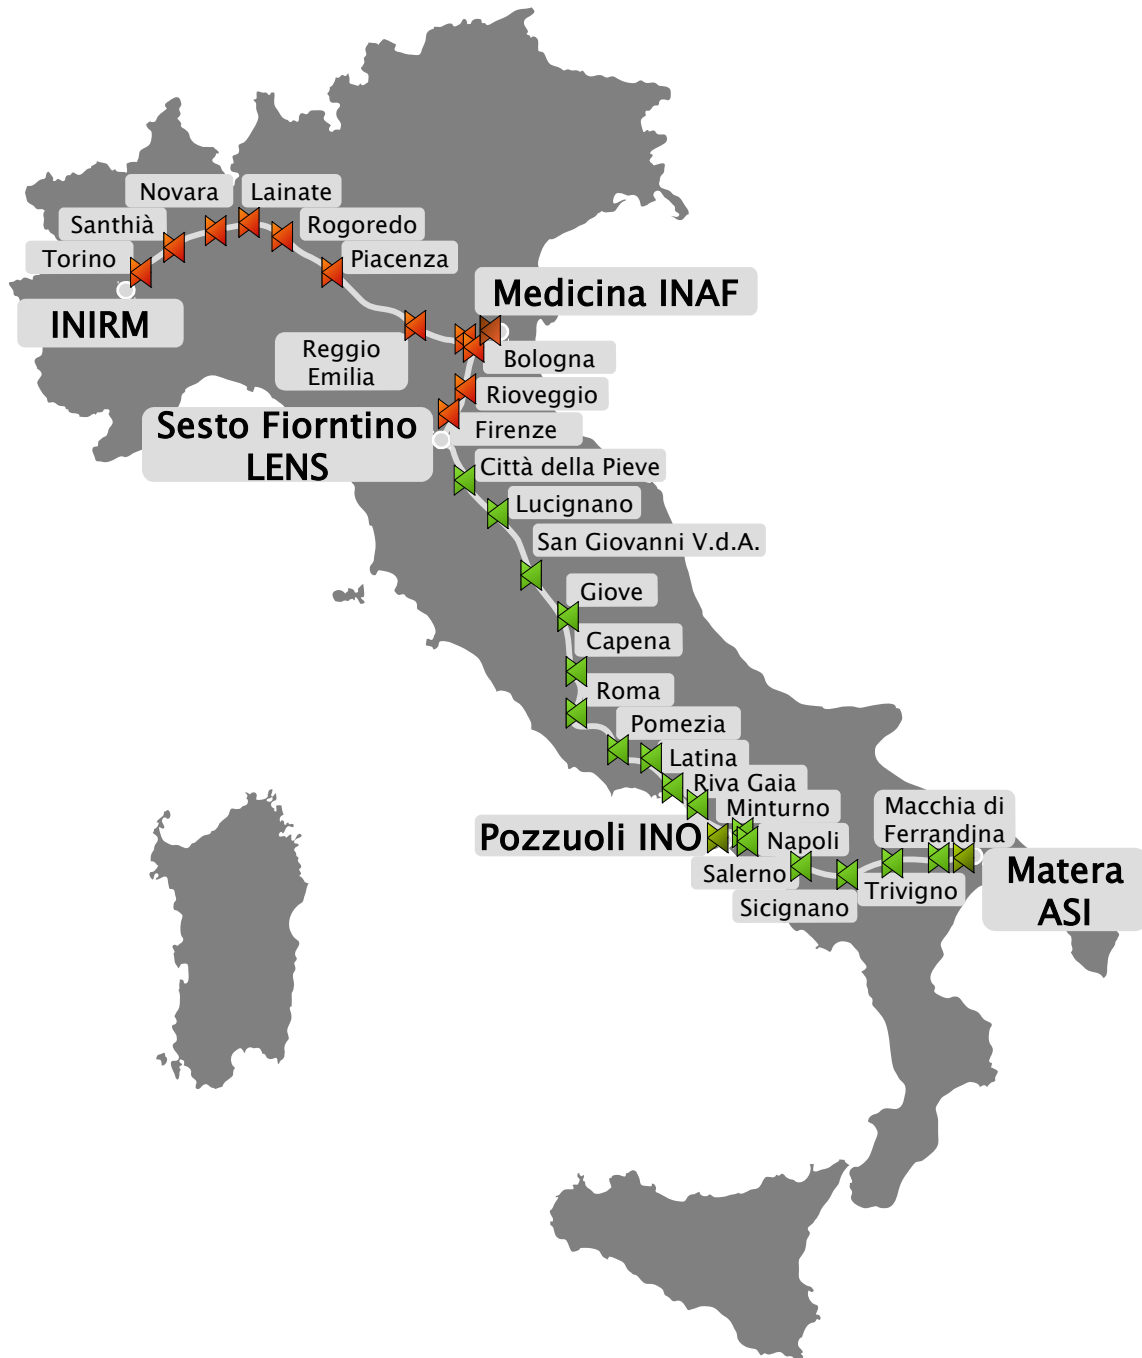 Novara
Lainate
Santhià
Rogoredo
Torino
Piacenza
Medicina INAF
INIRM
Reggio
Emilia
Bologna
Rioveggio
Sesto Fiorntino
LENS
Firenze
Città della Pieve
Lucignano
San Giovanni V.d.A.
Giove
Capena
Roma
Pomezia
Latina
Riva Gaia
Minturno
Macchia di
Ferrandina
Pozzuoli INO
Napoli
Salerno
Matera
ASI
Trivigno
Sicignano